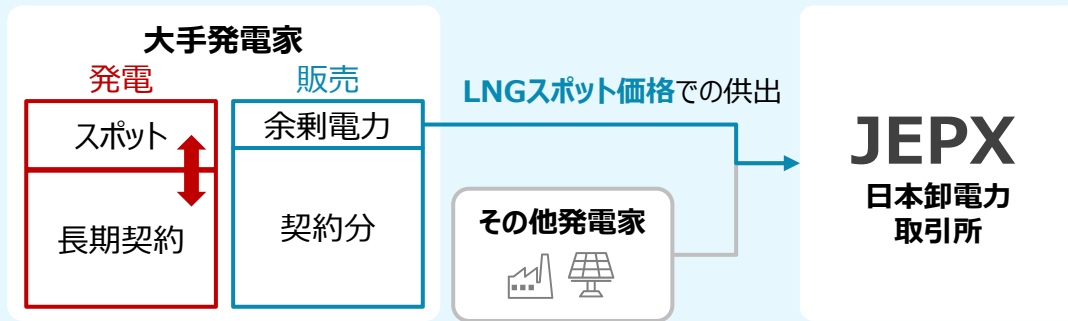 大手発電家
発電
販売
スポット
長期契約
余剰電力
契約分
LNGスポット価格での供出
その他発電家
JEPX
日本卸電力
取引所